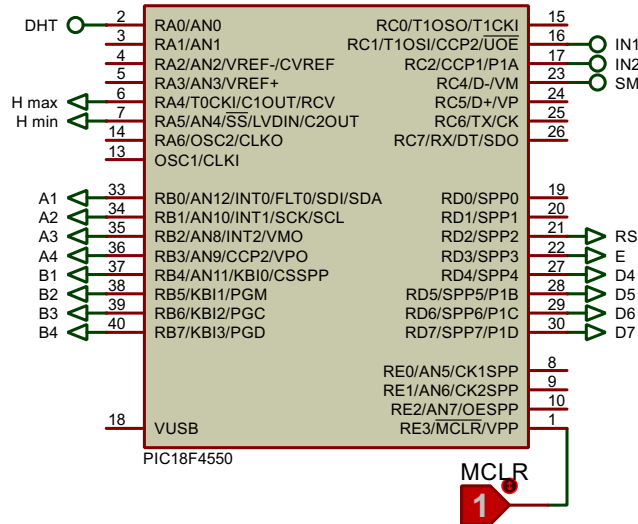 DHT 2 RA0/AN0 RC0/T1OSO/T1CKI 15
3 RA1/AN1 RC1/T1OSI/CCP2/UOE 16 IN1
4 RA2/AN2/VREF-/CVREF RC2/CCP1/P1A 17 IN2
5 RA3/AN3/VREF+ RC4/D-/VM 23 SM
H max 6 RA4/T0CKI/C1OUT/RCV RC5/D+/VP 24
H min 7 RA5/AN4/SS/LVDIN/C2OUT RC6/TX/CK 25
14 RA6/OSC2/CLKO RC7/RX/DT/SDO 26
13 OSC1/CLKI
A1 33 RB0/AN12/INT0/FLT0/SDI/SDA RD0/SPP0 19
A2 34 RB1/AN10/INT1/SCK/SCL RD1/SPP1 20
A3 35 RB2/AN8/INT2/VMO RD2/SPP2 21 RS
A4 36 RB3/AN9/CCP2/VPO RD3/SPP3 22 E
B1 37 RB4/AN11/KBI0/CSSPP RD4/SPP4 27 D4
B2 38 RB5/KBI1/PGM RD5/SPP5/P1B 28 D5
B3 39 RB6/KBI2/PGC RD6/SPP6/P1C 29 D6
B4 40 RB7/KBI3/PGD RD7/SPP7/P1D 30 D7
RE0/AN5/CK1SPP 8
RE1/AN6/CK2SPP 9
RE2/AN7/OESPP 10
18 VUSB RE3/MCLR/VPP 1
PIC18F4550
MCLR
1